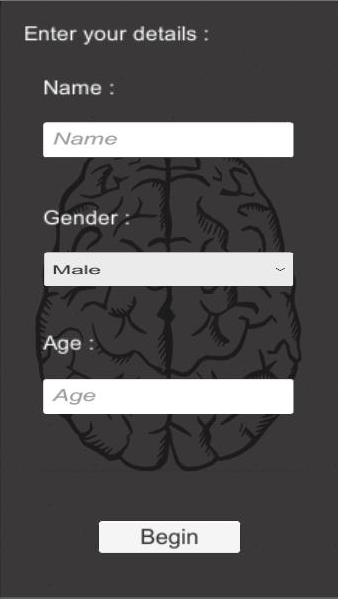 Enter your details :
Name :
Name
Gender :
Male
Age :
Age
Begin